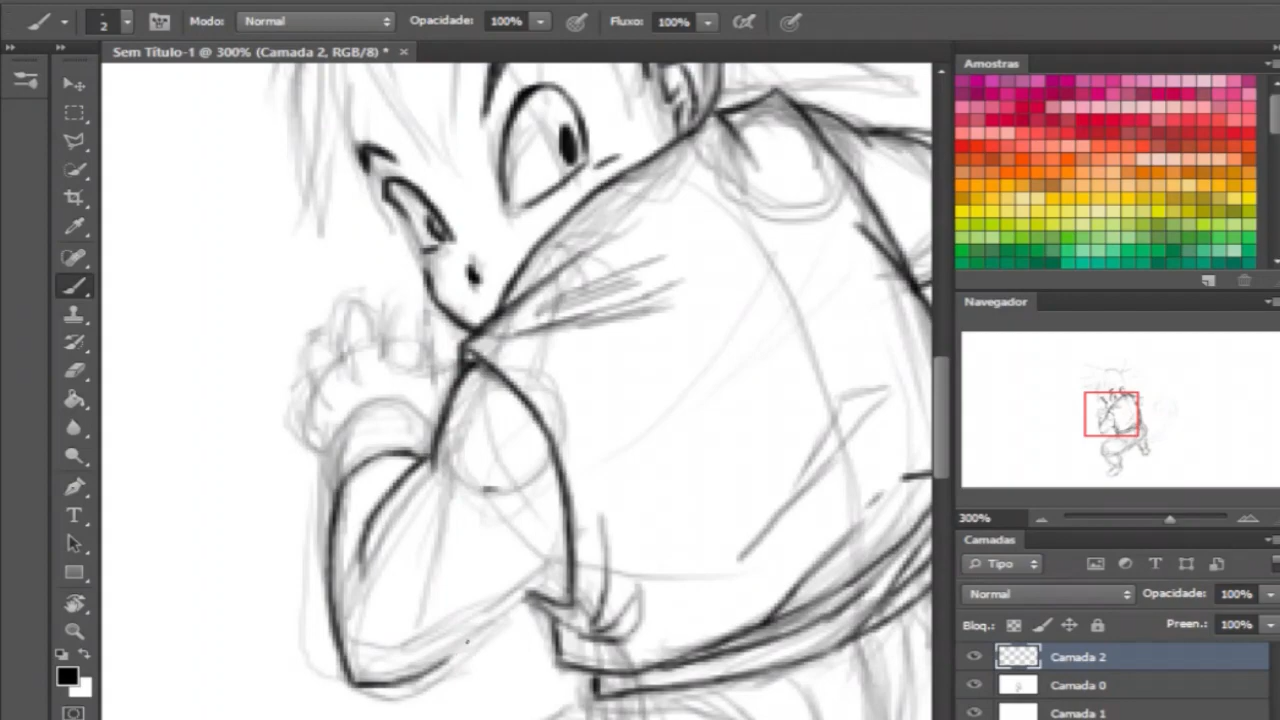 2 Modo: Normal Opacidade: 100% Fluxo: 100%
Sem Título-1 @ 300% (Camada 2, RGB/8) * ×
Amostras
Navegador
300%
Camadas
Tipo
Normal Opacidade: 100%
Bloq.: Preen.: 100%
Camada 2
Camada 0
Camada 1